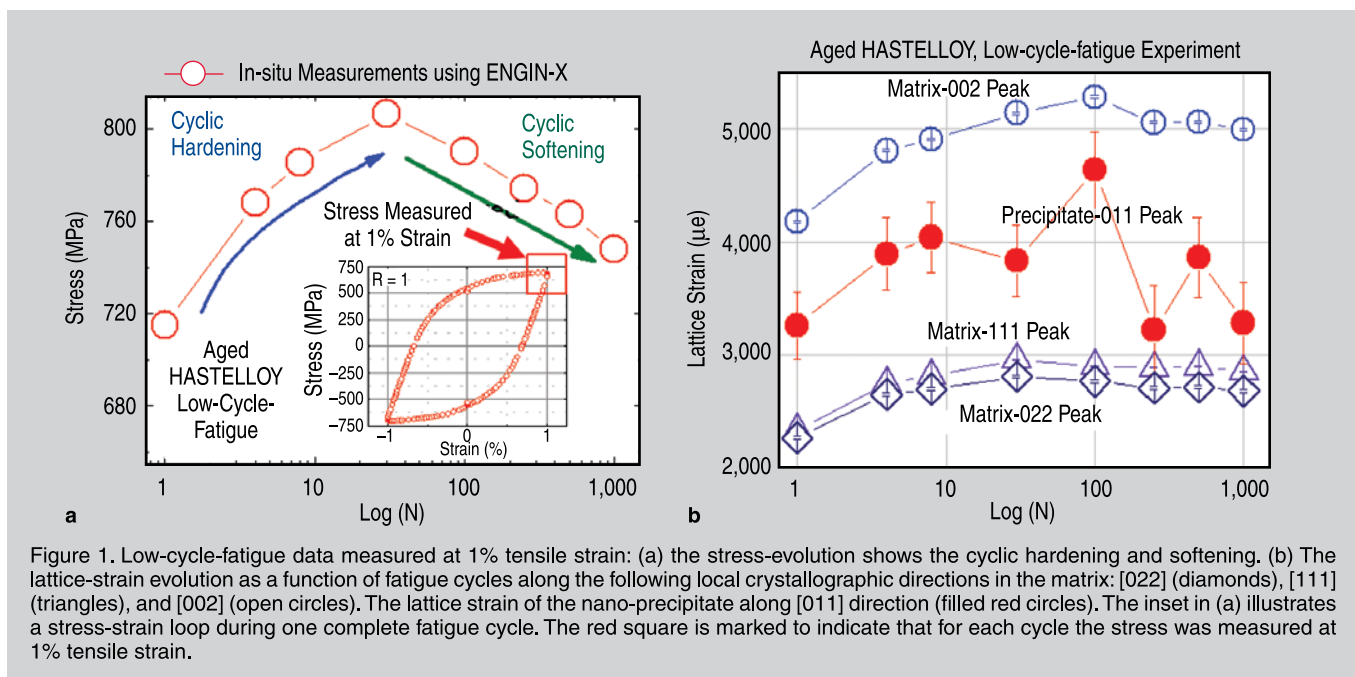 In-situ Measurements using ENGIN-X
Cyclic
Hardening
Cyclic
Softening
Stress Measured
at 1% Strain
Aged
HASTELLOY
Low-Cycle-
Fatigue
Stress (MPa)
800
760
720
680
1
10
100
1,000
Log (N)
a
R = 1
Stress (MPa)
750
500
250
0
−250
−500
−750
−1
0
1
Strain (%)
Aged HASTELLOY, Low-cycle-fatigue Experiment
Matrix-002 Peak
Precipitate-011 Peak
Matrix-111 Peak
Matrix-022 Peak
Lattice Strain (µe)
5,000
4,000
3,000
2,000
1
10
100
1,000
Log (N)
b
Figure 1. Low-cycle-fatigue data measured at 1% tensile strain: (a) the stress-evolution shows the cyclic hardening and softening. (b) The
lattice-strain evolution as a function of fatigue cycles along the following local crystallographic directions in the matrix: [022] (diamonds), [111]
(triangles), and [002] (open circles). The lattice strain of the nano-precipitate along [011] direction (filled red circles). The inset in (a) illustrates
a stress-strain loop during one complete fatigue cycle. The red square is marked to indicate that for each cycle the stress was measured at
1% tensile strain.